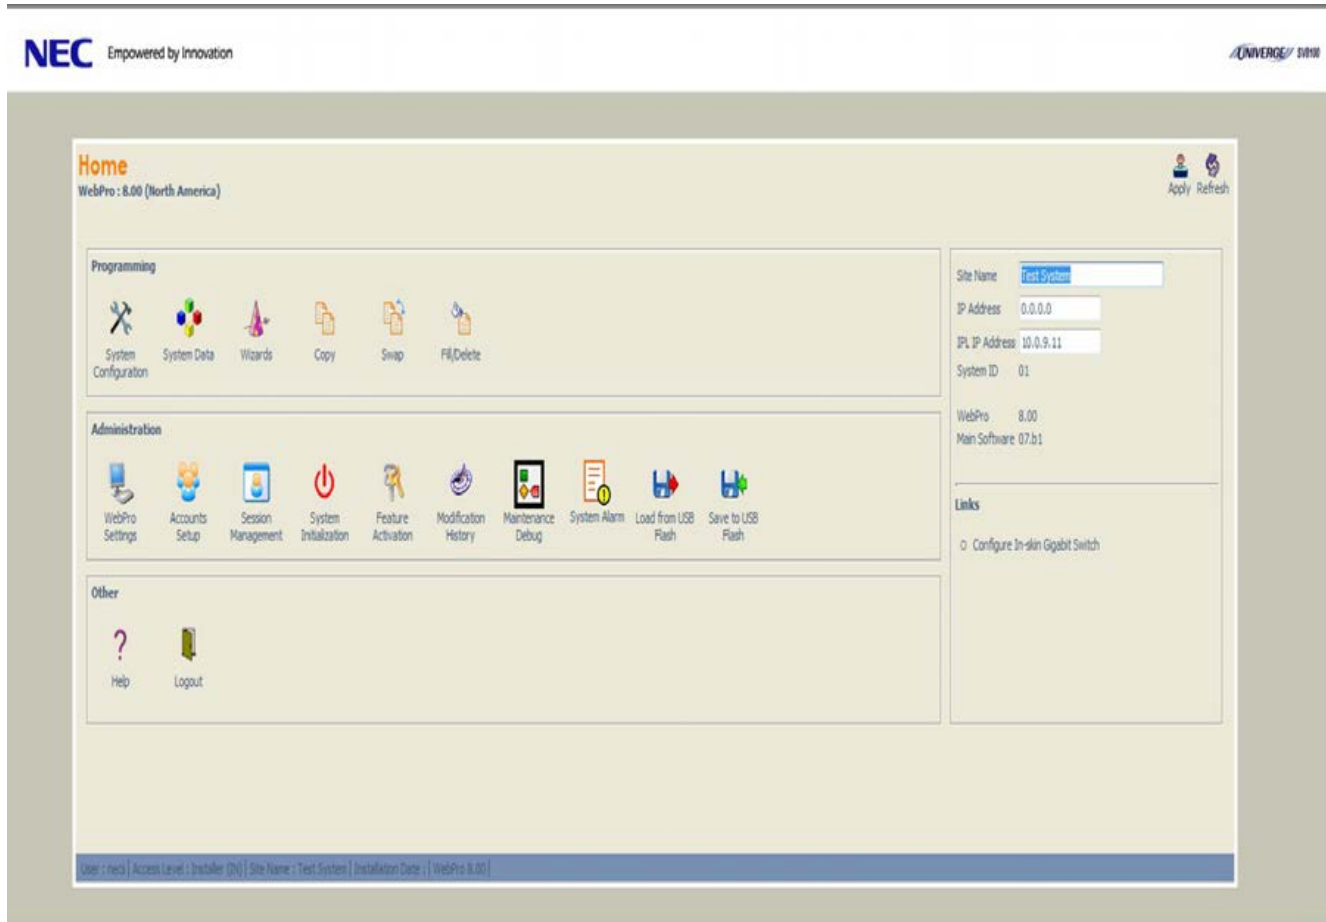 NEC Empowered by Innovation
UNIVERGE SV8100
Home
WebPro : 8.00 (North America)
Apply Refresh
Programming
System Configuration
System Data
Wizards
Copy
Swap
Fill/Delete
Administration
WebPro Settings
Accounts Setup
Session Management
System Initialization
Feature Activation
Modification History
Maintenance Debug
System Alarm
Load from USB Flash
Save to USB Flash
Other
Help
Logout
Site Name Test System
IP Address 0.0.0.0
IPL IP Address 10.0.9.11
System ID 01
WebPro 8.00
Main Software 07.b1
Links
Configure In-skin Gigabit Switch
User : necii | Access Level : Installer (IN) | Site Name : Test System | Installation Date : | WebPro 8.00 |